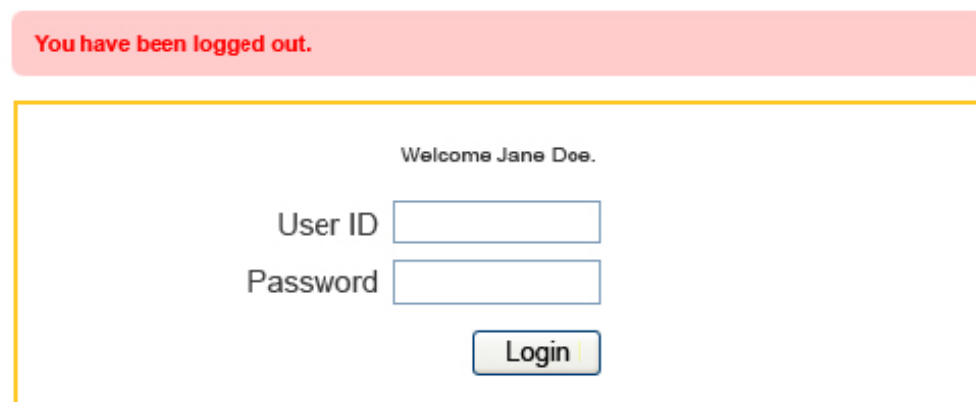 You have been logged out.
Welcome Jane Doe.
User ID
Password
Login